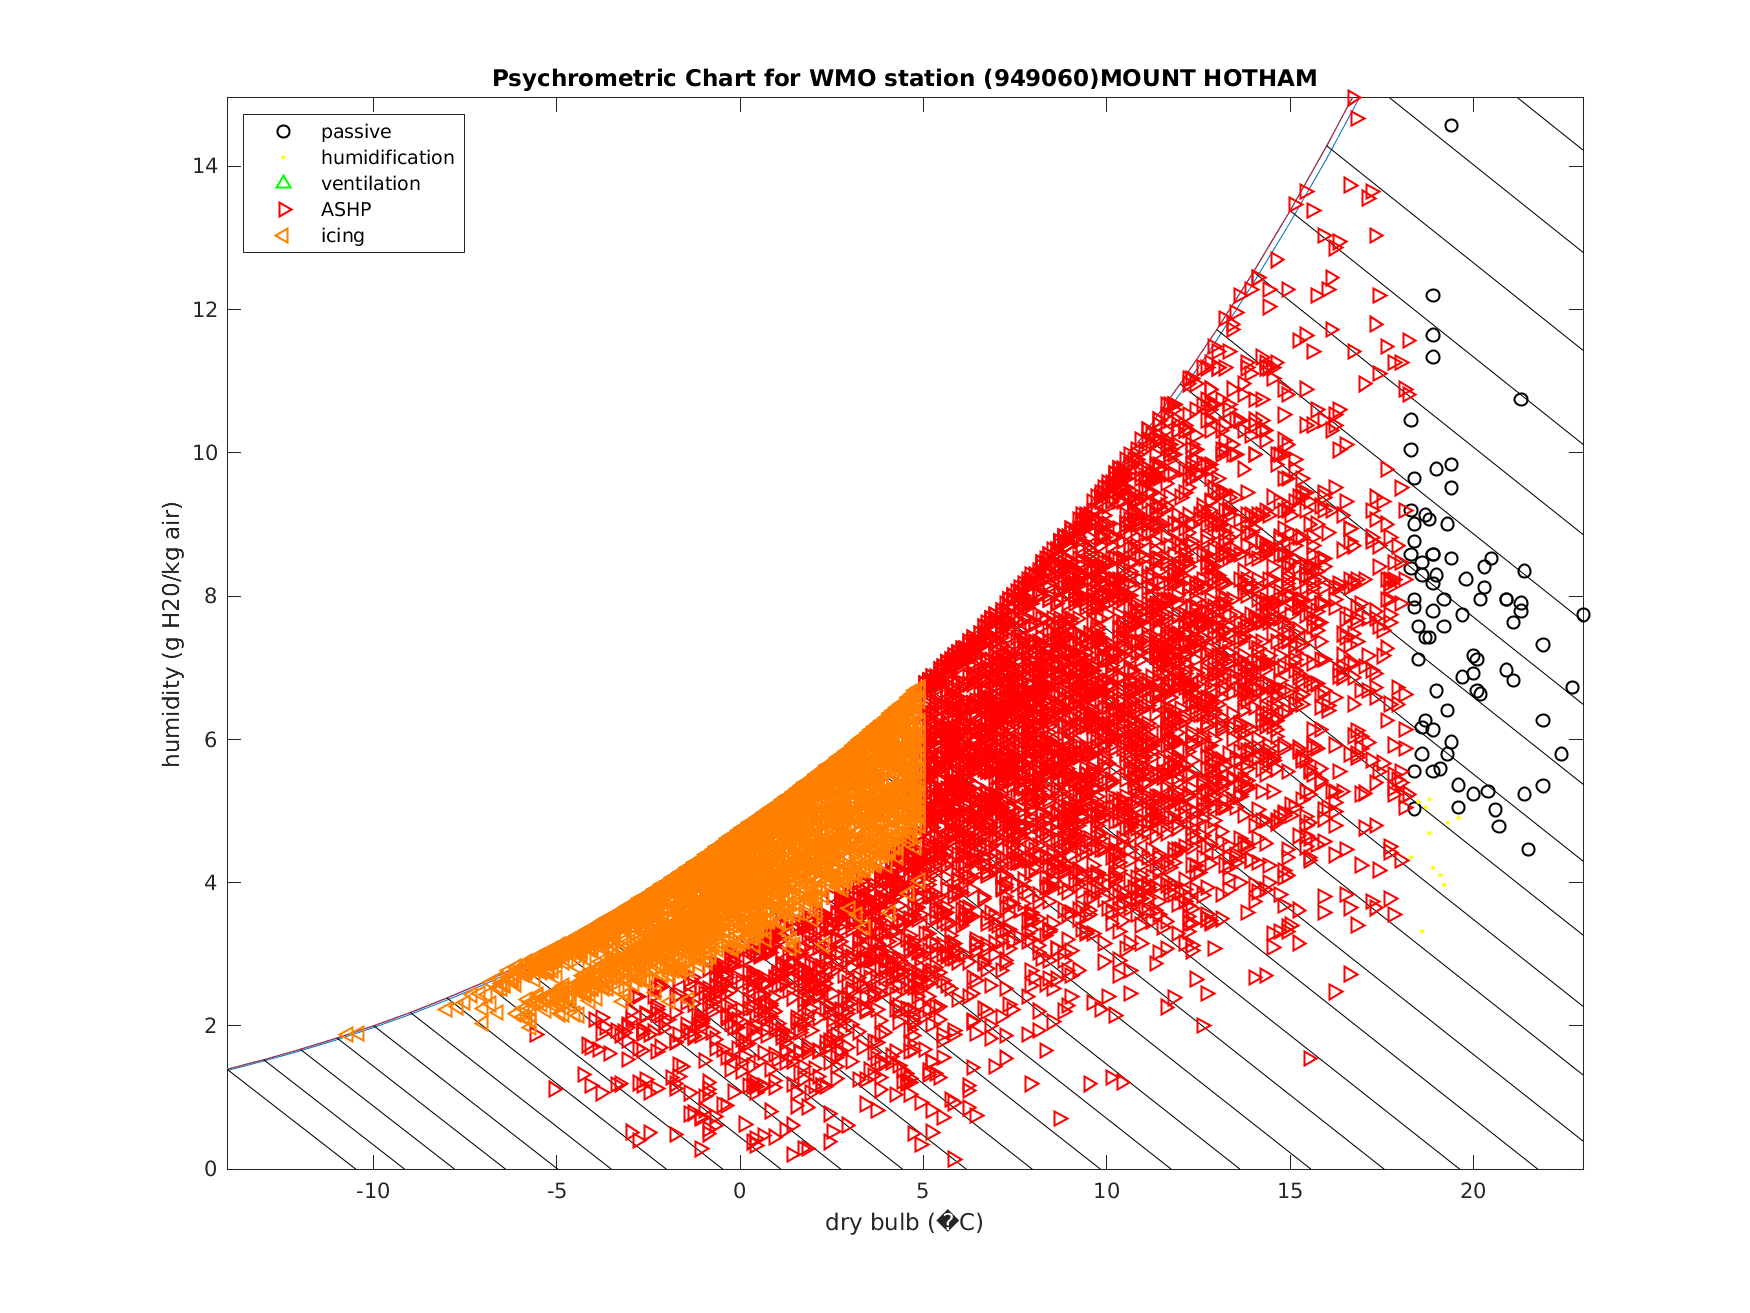 Psychrometric Chart for WMO station (949060)MOUNT HOTHAM
passive
humidification
ventilation
ASHP
icing
humidity (g H20/kg air)
14
12
10
8
6
4
2
0
-10 -5 0 5 10 15 20
dry bulb (�C)